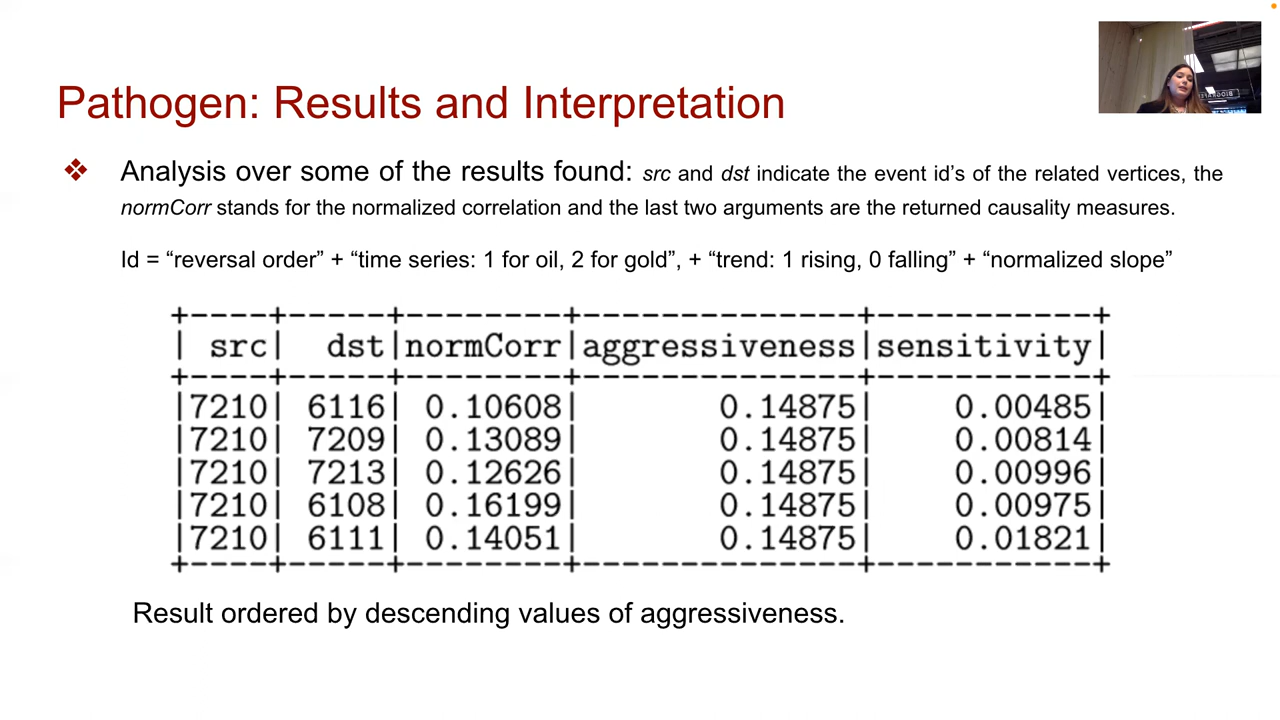 Pathogen: Results and Interpretation
❖ Analysis over some of the results found: src and dst indicate the event id’s of the related vertices, the
normCorr stands for the normalized correlation and the last two arguments are the returned causality measures.
Id = “reversal order” + “time series: 1 for oil, 2 for gold”, + “trend: 1 rising, 0 falling” + “normalized slope”
+----+-----+--------+--------------+-----------+
| src| dst|normCorr|aggressiveness|sensitivity|
+----+-----+--------+--------------+-----------+
|7210| 6116| 0.10608| 0.14875| 0.00485|
|7210| 7209| 0.13089| 0.14875| 0.00814|
|7210| 7213| 0.12626| 0.14875| 0.00996|
|7210| 6108| 0.16199| 0.14875| 0.00975|
|7210| 6111| 0.14051| 0.14875| 0.01821|
+----+-----+--------+--------------+-----------+
Result ordered by descending values of aggressiveness.